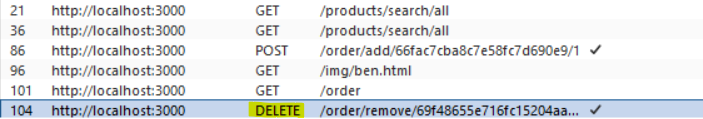 21 http://localhost:3000 GET /products/search/all
36 http://localhost:3000 GET /products/search/all
86 http://localhost:3000 POST /order/add/66fac7cba8c7e58fc7d690e9/1 ✓
96 http://localhost:3000 GET /img/ben.html
101 http://localhost:3000 GET /order
104 http://localhost:3000 DELETE /order/remove/69f48655e716fc15204aa... ✓